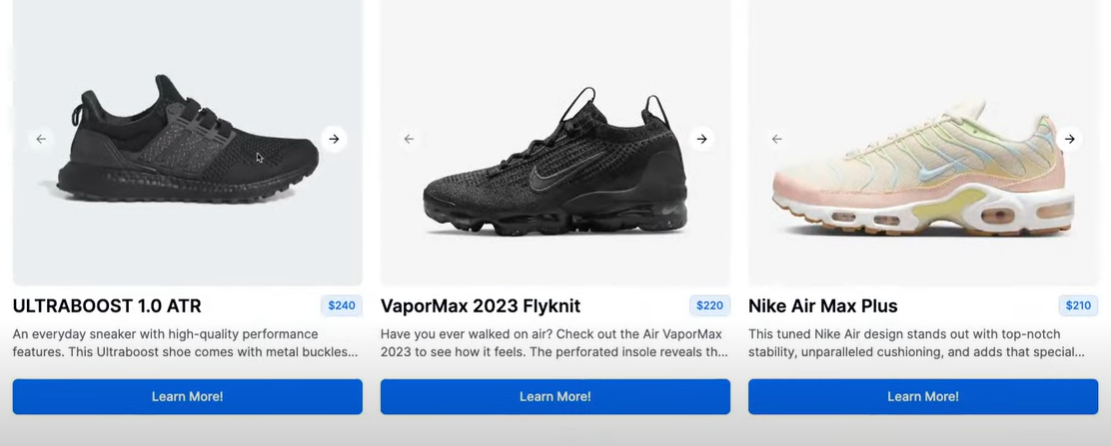 ULTRABOOST 1.0 ATR
$240
An everyday sneaker with high-quality performance
features. This Ultraboost shoe comes with metal buckles...
Learn More!
VaporMax 2023 Flyknit
$220
Have you ever walked on air? Check out the Air VaporMax
2023 to see how it feels. The perforated insole reveals th...
Learn More!
Nike Air Max Plus
$210
This tuned Nike Air design stands out with top-notch
stability, unparalleled cushioning, and adds that special...
Learn More!